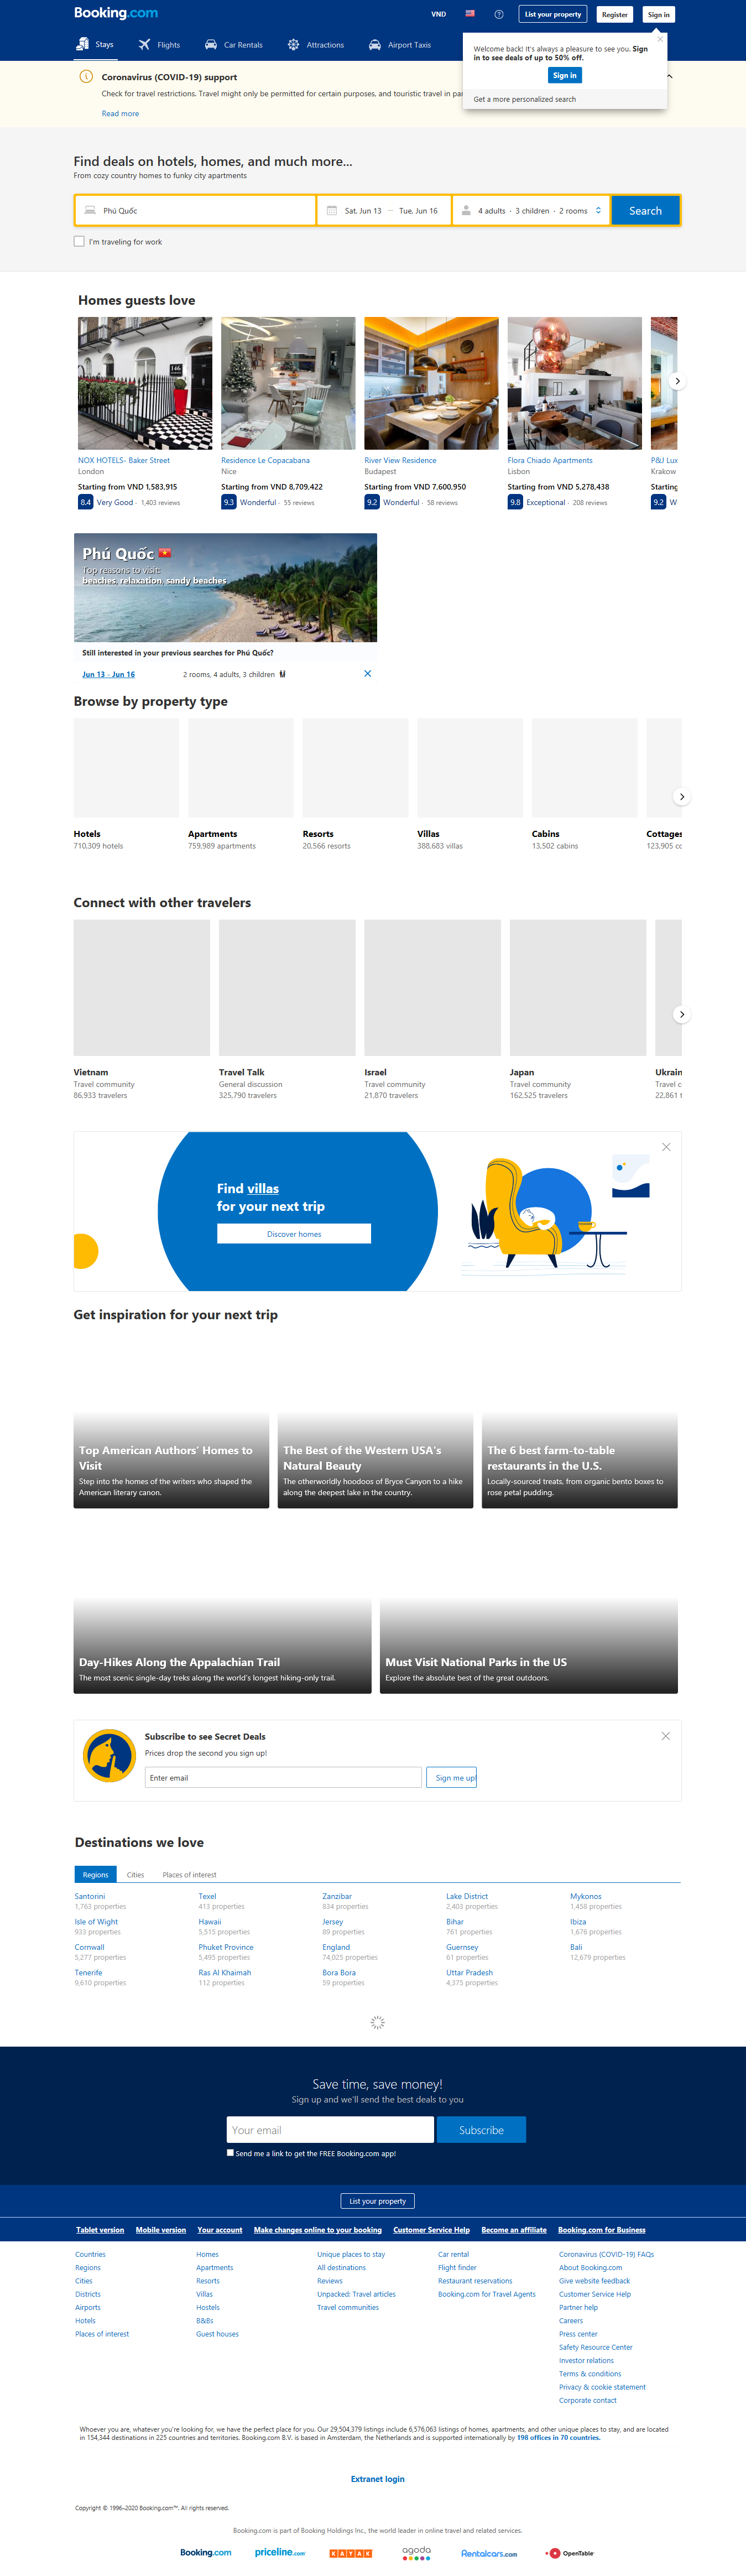 Booking.com
VND
List your property
Register
Sign in
Stays
Flights
Car Rentals
Attractions
Airport Taxis
Welcome back! It's always a pleasure to see you. Sign
in to see deals of up to 50% off.
Sign in
Get a more personalized search
Coronavirus (COVID-19) support
Check for travel restrictions. Travel might only be permitted for certain purposes, and touristic travel in par
Read more
Find deals on hotels, homes, and much more...
From cozy country homes to funky city apartments
Phú Quốc
Sat, Jun 13 — Tue, Jun 16
4 adults · 3 children · 2 rooms
Search
I'm traveling for work
Homes guests love
146
NOX HOTELS- Baker Street
London
Starting from VND 1,583,915
8.4 Very Good · 1,403 reviews
Residence Le Copacabana
Nice
Starting from VND 8,709,422
9.3 Wonderful · 55 reviews
River View Residence
Budapest
Starting from VND 7,600,950
9.2 Wonderful · 58 reviews
Flora Chiado Apartments
Lisbon
Starting from VND 5,278,438
9.8 Exceptional · 208 reviews
P&J Lux
Krakow
Starting
9.2 W
Phú Quốc
Top reasons to visit:
beaches, relaxation, sandy beaches
Still interested in your previous searches for Phú Quốc?
Jun 13 - Jun 16
2 rooms, 4 adults, 3 children
Browse by property type
Hotels
710,309 hotels
Apartments
759,989 apartments
Resorts
20,566 resorts
Villas
388,683 villas
Cabins
13,502 cabins
Cottages
123,905 cc
Connect with other travelers
Vietnam
Travel community
86,933 travelers
Travel Talk
General discussion
325,790 travelers
Israel
Travel community
21,870 travelers
Japan
Travel community
162,525 travelers
Ukrain
Travel c
22,861 t
Find villas
for your next trip
Discover homes
Get inspiration for your next trip
Top American Authors' Homes to
Visit
Step into the homes of the writers who shaped the
American literary canon.
The Best of the Western USA's
Natural Beauty
The otherworldly hoodoos of Bryce Canyon to a hike
along the deepest lake in the country.
The 6 best farm-to-table
restaurants in the U.S.
Locally-sourced treats, from organic bento boxes to
rose petal pudding.
Day-Hikes Along the Appalachian Trail
The most scenic single-day treks along the world's longest hiking-only trail.
Must Visit National Parks in the US
Explore the absolute best of the great outdoors.
Subscribe to see Secret Deals
Prices drop the second you sign up!
Enter email
Sign me up!
Destinations we love
Regions
Cities
Places of interest
Santorini
1,763 properties
Texel
413 properties
Zanzibar
834 properties
Lake District
2,403 properties
Mykonos
1,458 properties
Isle of Wight
933 properties
Hawaii
5,515 properties
Jersey
89 properties
Bihar
761 properties
Ibiza
1,676 properties
Cornwall
5,277 properties
Phuket Province
5,495 properties
England
74,025 properties
Guernsey
61 properties
Bali
12,679 properties
Tenerife
9,610 properties
Ras Al Khaimah
112 properties
Bora Bora
59 properties
Uttar Pradesh
4,375 properties
Save time, save money!
Sign up and we'll send the best deals to you
Your email
Subscribe
Send me a link to get the FREE Booking.com app!
List your property
Tablet version
Mobile version
Your account
Make changes online to your booking
Customer Service Help
Become an affiliate
Booking.com for Business
Countries
Regions
Cities
Districts
Airports
Hotels
Places of interest
Homes
Apartments
Resorts
Villas
Hostels
B&Bs
Guest houses
Unique places to stay
All destinations
Reviews
Unpacked: Travel articles
Travel communities
Car rental
Flight finder
Restaurant reservations
Booking.com for Travel Agents
Coronavirus (COVID-19) FAQs
About Booking.com
Give website feedback
Customer Service Help
Partner help
Careers
Press center
Safety Resource Center
Investor relations
Terms & conditions
Privacy & cookie statement
Corporate contact
Whoever you are, whatever you're looking for, we have the perfect place for you. Our 29,504,379 listings include 6,576,063 listings of homes, apartments, and other unique places to stay, and are located
in 154,344 destinations in 225 countries and territories. Booking.com B.V. is based in Amsterdam, the Netherlands and is supported internationally by 198 offices in 70 countries.
Extranet login
Copyright © 1996–2020 Booking.com™. All rights reserved.
Booking.com is part of Booking Holdings Inc., the world leader in online travel and related services.
Booking.com
priceline.com
KAYAK
agoda
Rentalcars.com
OpenTable